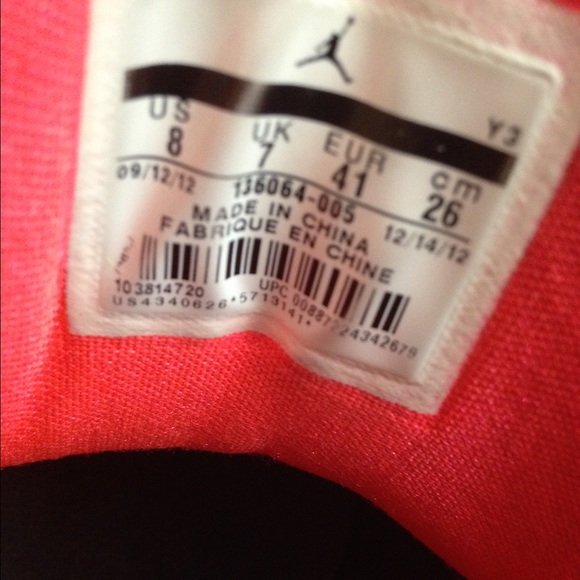 Y3
US UK EUR cm
8 7 41 26
09/12/12 136064-005 12/14/12
MADE IN CHINA
FABRIQUE EN CHINE
103814720 UPC
US4340626*5713141*